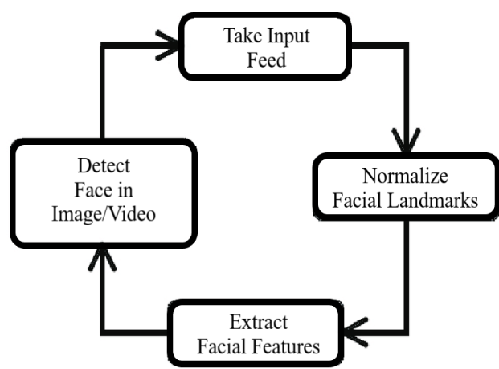 Take Input
Feed
Normalize
Facial Landmarks
Extract
Facial Features
Detect
Face in
Image/Video